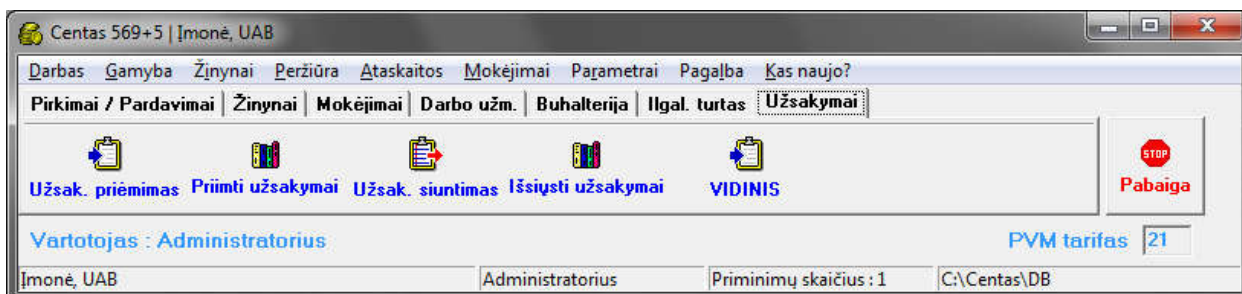 Centas 569+5 | Įmonė, UAB
Darbas Gamyba Žinynai Peržiūra Ataskaitos Mokėjimai Parametrai Pagalba Kas naujo?
Pirkimai / Pardavimai Žinynai Mokėjimai Darbo užm. Buhalterija Ilgal. turtas Užsakymai
STOP
Užsak. priėmimas Priimti užsakymai Užsak. siuntimas Išsiųsti užsakymai VIDINIS Pabaiga
Vartotojas : Administratorius PVM tarifas 21
Įmonė, UAB Administratorius Priminimų skaičius : 1 C:\Centas\DB